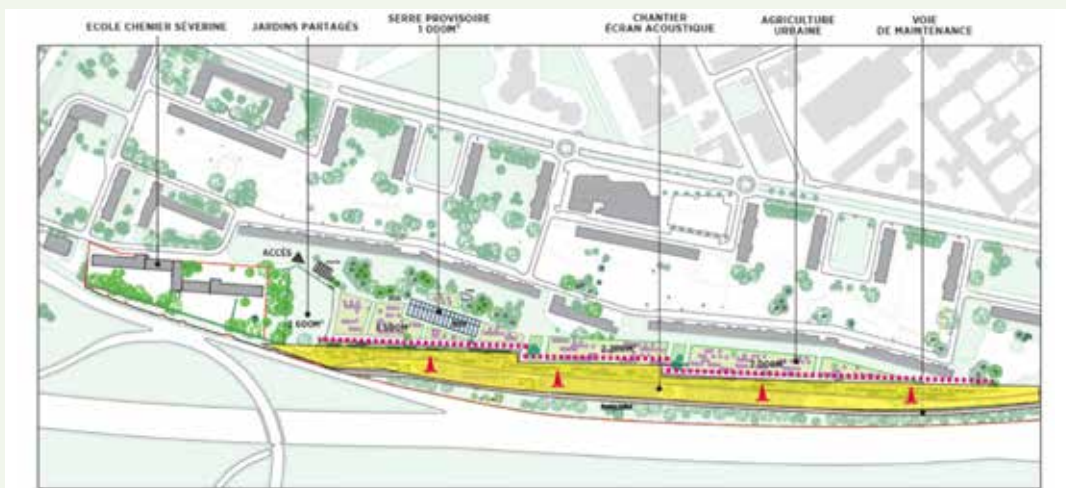 ECOLE CHENIER SÉVERINE
JARDINS PARTAGÉS
SERRE PROVISOIRE
1 000M²
CHANTIER
ÉCRAN ACOUSTIQUE
AGRICULTURE
URBAINE
VOIE
DE MAINTENANCE
ACCÈS
600M²